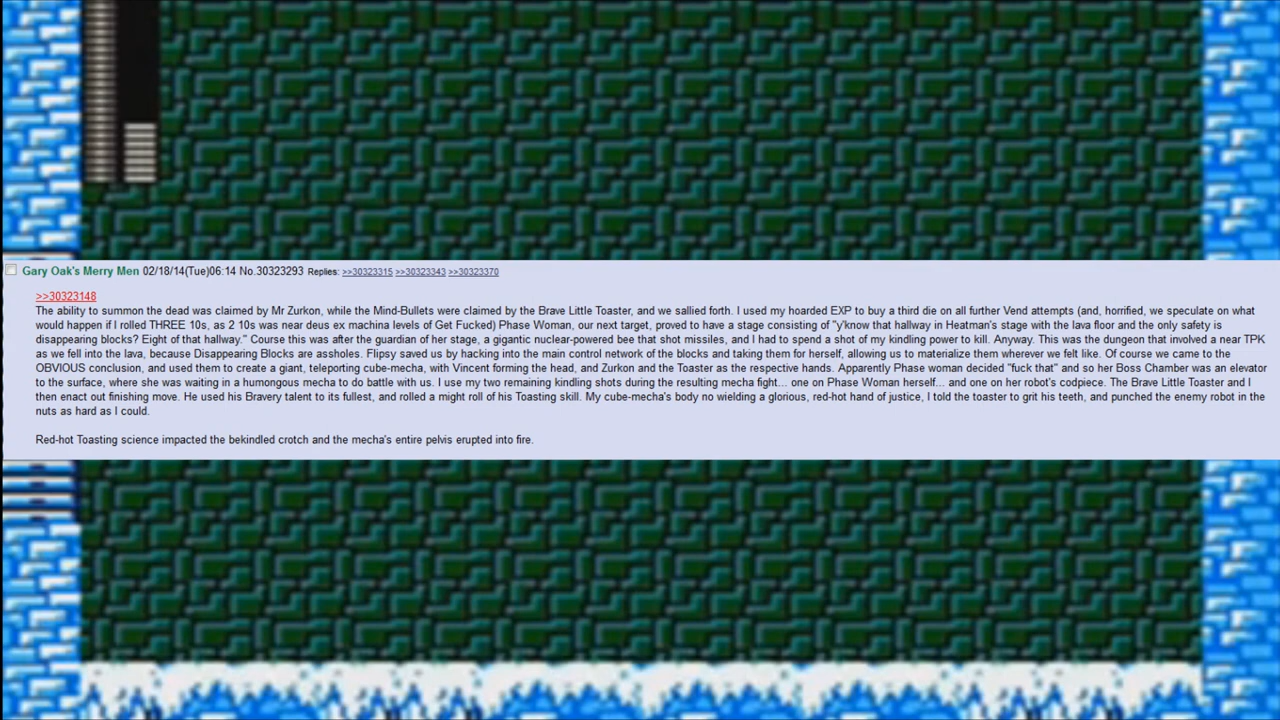 Gary Oak's Merry Men 02/18/14(Tue)06:14 No.30323293 Replies: >>30323315 >>30323343 >>30323370
>>30323148
The ability to summon the dead was claimed by Mr Zurkon, while the Mind-Bullets were claimed by the Brave Little Toaster, and we sallied forth. I used my hoarded EXP to buy a third die on all further Vend attempts (and, horrified, we speculate on what
would happen if I rolled THREE 10s, as 2 10s was near deus ex machina levels of Get Fucked) Phase Woman, our next target, proved to have a stage consisting of "y'know that hallway in Heatman's stage with the lava floor and the only safety is
disappearing blocks? Eight of that hallway." Course this was after the guardian of her stage, a gigantic nuclear-powered bee that shot missiles, and I had to spend a shot of my kindling power to kill. Anyway. This was the dungeon that involved a near TPK
as we fell into the lava, because Disappearing Blocks are assholes. Flipsy saved us by hacking into the main control network of the blocks and taking them for herself, allowing us to materialize them wherever we felt like. Of course we came to the
OBVIOUS conclusion, and used them to create a giant, teleporting cube-mecha, with Vincent forming the head, and Zurkon and the Toaster as the respective hands. Apparently Phase woman decided "fuck that" and so her Boss Chamber was an elevator
to the surface, where she was waiting in a humongous mecha to do battle with us. I use my two remaining kindling shots during the resulting mecha fight... one on Phase Woman herself... and one on her robot's codpiece. The Brave Little Toaster and I
then enact out finishing move. He used his Bravery talent to its fullest, and rolled a might roll of his Toasting skill. My cube-mecha's body no wielding a glorious, red-hot hand of justice, I told the toaster to grit his teeth, and punched the enemy robot in the
nuts as hard as I could.
Red-hot Toasting science impacted the bekindled crotch and the mecha's entire pelvis erupted into fire.